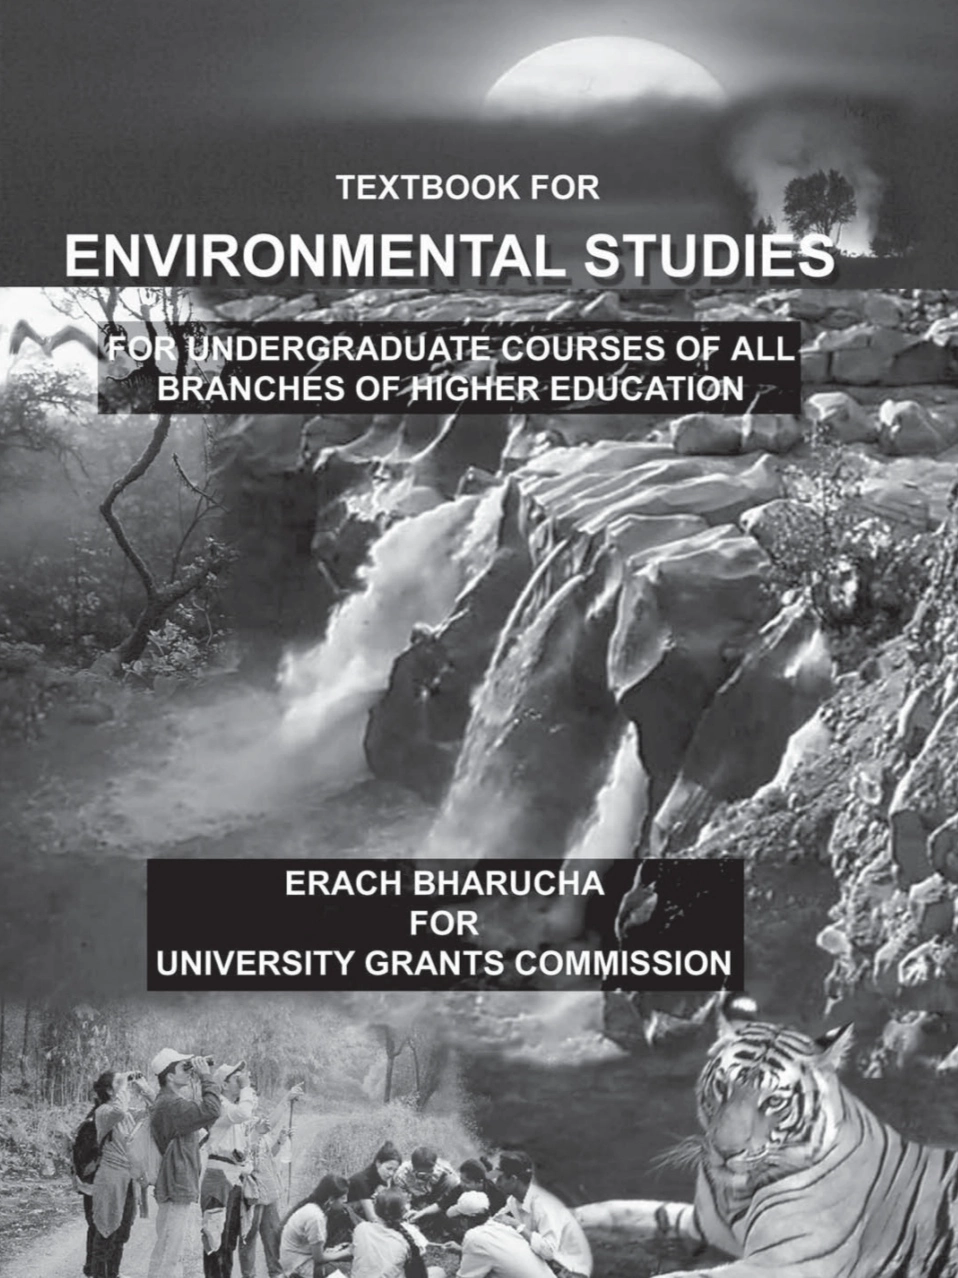 TEXTBOOK FOR
ENVIRONMENTAL STUDIES
FOR UNDERGRADUATE COURSES OF ALL
BRANCHES OF HIGHER EDUCATION
ERACH BHARUCHA
FOR
UNIVERSITY GRANTS COMMISSION